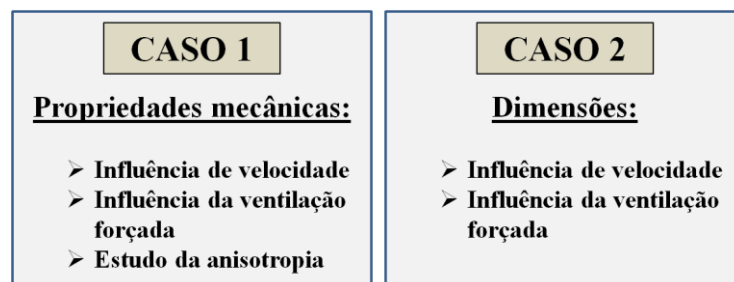 CASO 1
Propriedades mecânicas:
➢ Influência de velocidade
➢ Influência da ventilação
forçada
➢ Estudo da anisotropia
CASO 2
Dimensões:
➢ Influência de velocidade
➢ Influência da ventilação
forçada